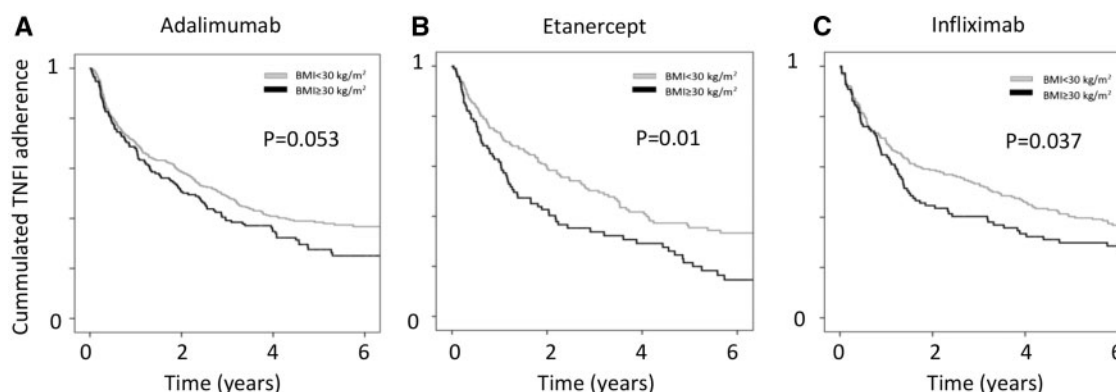 A Adalimumab
Cummulated TNFI adherence
1
0
BMI<30 kg/m²
BMI≥30 kg/m²
P=0.053
0 2 4 6
Time (years)
B Etanercept
1
0
BMI<30 kg/m²
BMI≥30 kg/m²
P=0.01
0 2 4 6
Time (years)
C Infliximab
1
0
BMI<30 kg/m²
BMI≥30 kg/m²
P=0.037
0 2 4 6
Time (years)